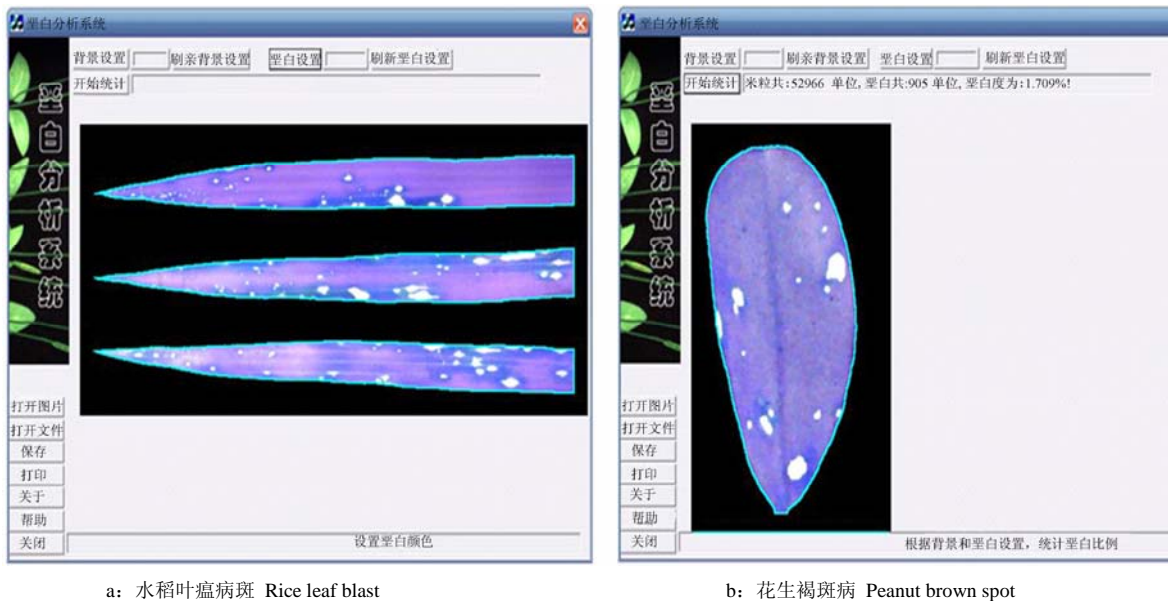 垩白分析系统
背景设置 刷亲背景设置 垩白设置 刷新垩白设置
开始统计
垩白分析系统
打开图片
打开文件
保存
打印
关于
帮助
关闭
设置垩白颜色
a：水稻叶瘟病斑 Rice leaf blast
垩白分析系统
背景设置 刷亲背景设置 垩白设置 刷新垩白设置
开始统计 米粒共:52966 单位, 垩白共:905 单位, 垩白度为:1.709%!
垩白分析系统
打开图片
打开文件
保存
打印
关于
帮助
关闭
根据背景和垩白设置，统计垩白比例
b：花生褐斑病 Peanut brown spot